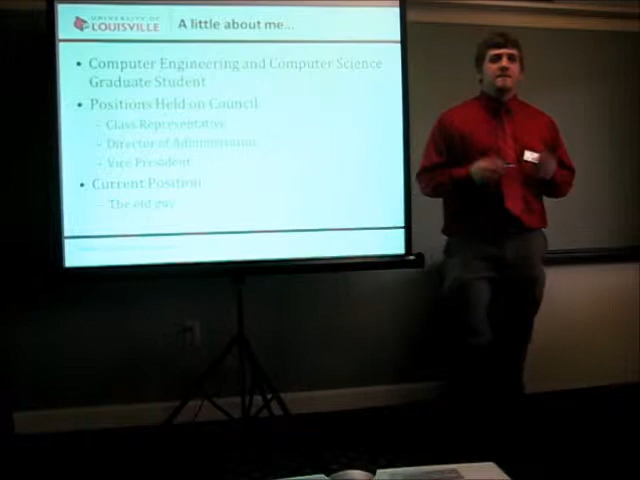 UNIVERSITY OF
LOUISVILLE
A little about me...
• Computer Engineering and Computer Science
Graduate Student
• Positions Held on Council
– Class Representative
– Director of Administration
– Vice President
• Current Position
– The old guy